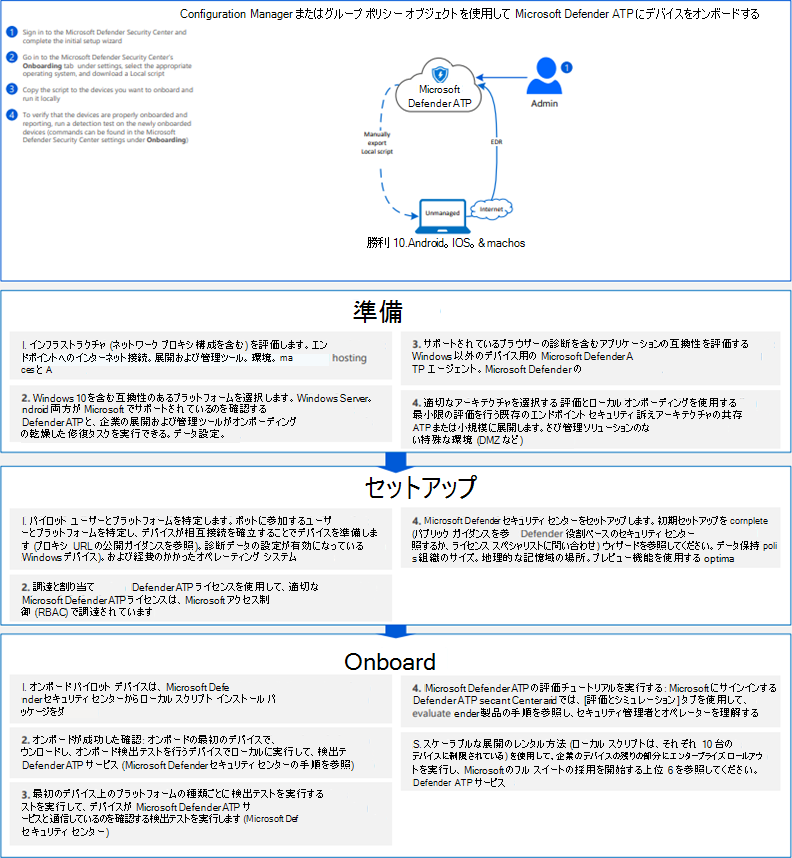 Configuration Manager またはグループ ポリシー オブジェクトを使用して Microsoft Defender ATP にデバイスをオンボードする
1 Sign in to the Microsoft Defender Security Center and
complete the initial setup wizard
2 Go in to the Microsoft Defender Security Center's
Onboarding tab under settings, select the appropriate
operating system, and download a Local script
3 Copy the script to the devices you want to onboard and
run it locally
4 To verify that the devices are properly onboarded and
reporting, run a detection test on the newly onboarded
devices (commands can be found in the Microsoft
Defender Security Center settings under Onboarding)
Microsoft
Defender ATP
1
Admin
Manually
export
Local script
EDR
Unmanaged
Internet
勝利 10.Android。IOS。& machos
準備
I. インフラストラクチャ (ネットワーク プロキシ構成を含む) を評価します。エン
ドポイントへのインターネット接続。展開および管理ツール。環境。ma hosting
cesと A
2. Windows 10を含む互換性のあるプラットフォームを選択します。Windows Server。
ndroid 両方が Microsoft でサポートされているのを確認する
Defender ATP と、企業の展開および管理ツールがオンボーディング
の乾燥した修復タスクを実行できる。データ設定。
3. サポートされているブラウザーの診断を含むアプリケーションの互換性を評価する
Windows 以外のデバイス用の Microsoft Defender A
TP エージェント。Microsoft Defender の
4. 適切なアーキテクチャを選択する 評価とローカル オンボーディングを使用する
最小限の評価を行う既存のエンドポイント セキュリティ訴えアーキテクチャの共存
ATP または小規模に展開します。さび管理ソリューションのな
い特殊な環境 (DMZ など)
セットアップ
I. パイロット ユーザーとプラットフォームを特定します。ボットに参加するユーザ
ーとプラットフォームを特定し、デバイスが相互接続を確立することでデバイスを準備しま
す (プロキシ URL の公開ガイダンスを参照)。診断データの設定が有効になっている
Windows デバイス)。および経費のかかったオペレーティング システム
2. 調達と割り当て Defender ATP ライセンスを使用して、適切な
Microsoft Defender ATP ライセンスは、Microsoft アクセス制
御 (RBAC) で調達されています
4. Microsoft Defender セキュリティ センターをセットアップします。初期セットアップを complete
(パブリック ガイダンスを参 Defender 役割ベースのセキュリティ センター
照するか、ライセンス スペシャリストに問い合わせ) ウィザードを参照してください。データ保持 poli
s 組織のサイズ。地理的な記憶域の場所。プレビュー機能を使用する optima
Onboard
I. オンボード パイロット デバイスは、Microsoft Defe
nder セキュリティ センターからローカル スクリプト インストール パ
ッケージをダ
2. オンボードが成功した確認: オンボードの最初のデバイスで、
ウンロードし、オンボード検出テストを行うデバイスでローカルに実行して、検出テ
Defender ATP サービス (Microsoft Defender セキュリティ センターの手順を参照)
3. 最初のデバイス上のプラットフォームの種類ごとに検出テストを実行する
ストを実行して、デバイスが Microsoft Defender ATP サ
ービスと通信しているのを確認する検出テストを実行します (Microsoft Def
セキュリティ センター)
4. Microsoft Defender ATP の評価チュートリアルを実行する: Microsoft にサインインする
Defender ATP secant Centeraid では、[評価とシミュレーション] タブを使用して、
evaluate ender 製品の手順を参照し、セキュリティ管理者とオペレーターを理解する
S. スケーラブルな展開のレンタル方法 (ローカル スクリプトは、それぞれ 10 台の
デバイスに制限されている) を使用して、企業のデバイスの残りの部分にエンタープライズ ロールアウ
トを実行し、Microsoft のフル スイートの採用を開始する上位 6 を参照してください。
Defender ATP サービス